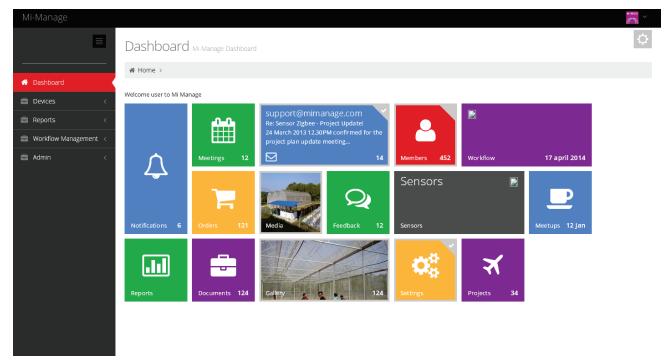 Mi-Manage
Dashboard Mi-Manage Dashboard
Home >
Dashboard
Devices
Reports
Workflow Management
Admin
Welcome user to Mi Manage
Notifications 6
Meetings 12
support@mimanage.com
Re: Sensor Zigbee - Project Update!
24 March 2013 12.30PM confirmed for the
project plan update meeting...
14
Members 452
Workflow 17 april 2014
Orders 121
Media
Feedback 12
Sensors
Sensors
Meetups 12 Jan
Reports
Documents 124
Gallery 124
Settings
Projects 34